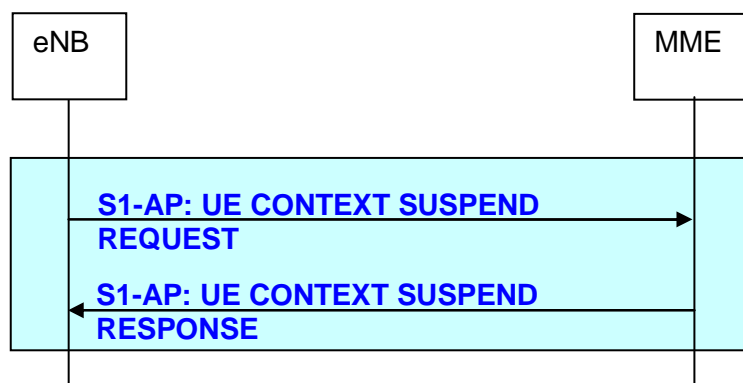 eNB
MME
S1-AP: UE CONTEXT SUSPEND
REQUEST
S1-AP: UE CONTEXT SUSPEND
RESPONSE